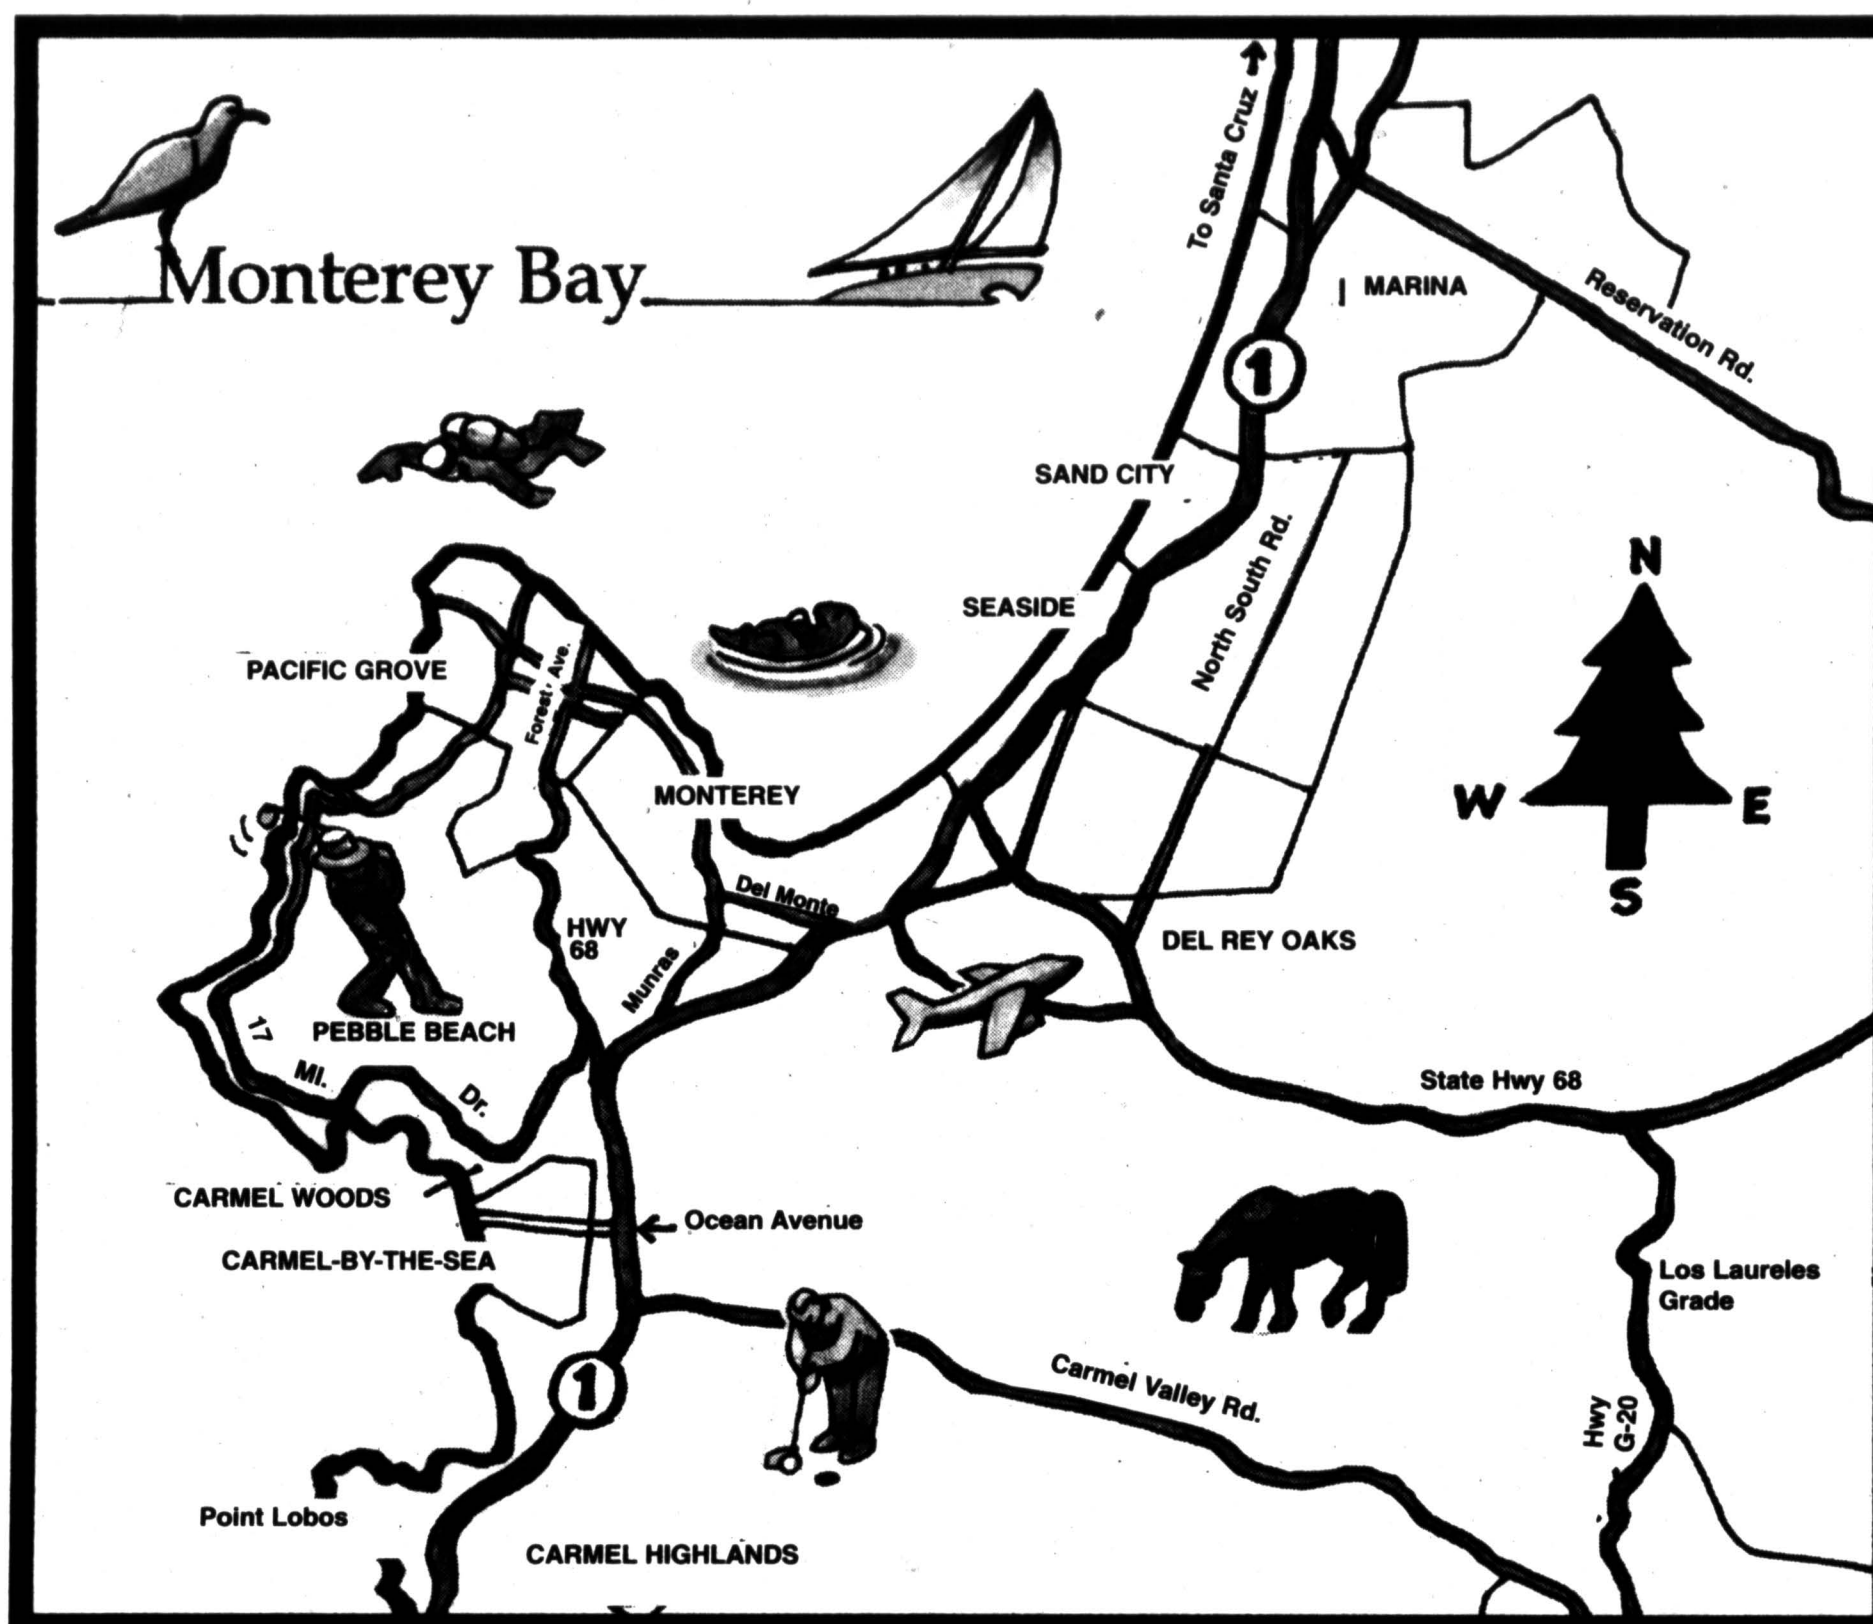 To Santa Cruz
Monterey Bay
MARINA
Reservation Rd.
1
SAND CITY
North South Rd.
N
SEASIDE
PACIFIC GROVE
Forest Ave.
MONTEREY
W
E
S
Del Monte
HWY
68
DEL REY OAKS
Munras
17
PEBBLE BEACH
MI.
Dr.
State Hwy 68
CARMEL WOODS
Ocean Avenue
CARMEL-BY-THE-SEA
Los Laureles
Grade
1
Carmel Valley Rd.
Hwy
G-20
Point Lobos
CARMEL HIGHLANDS